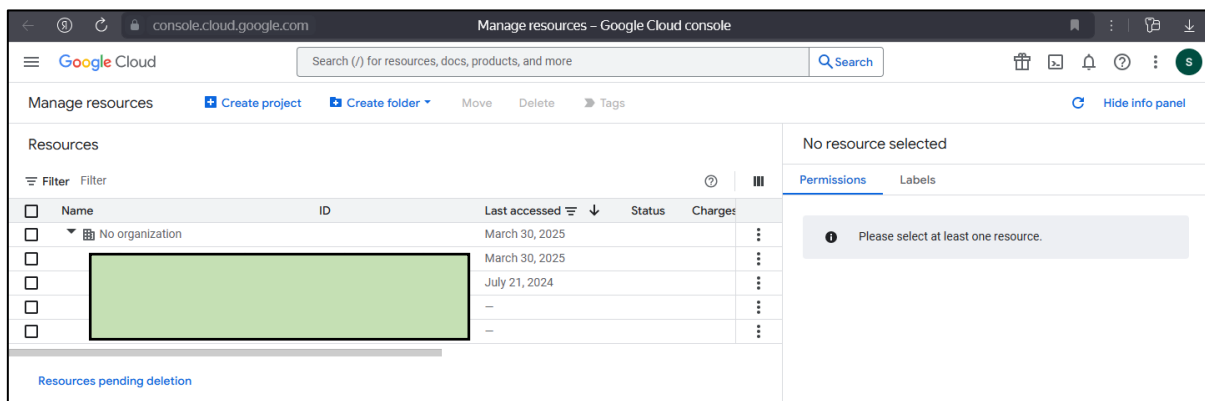 console.cloud.google.com Manage resources – Google Cloud console
Google Cloud Search (/) for resources, docs, products, and more Search S
Manage resources Create project Create folder Move Delete Tags Hide info panel
Resources No resource selected
Filter Filter Permissions Labels
Name ID Last accessed Status Charges
No organization March 30, 2025 Please select at least one resource.
March 30, 2025
July 21, 2024
–
–
Resources pending deletion